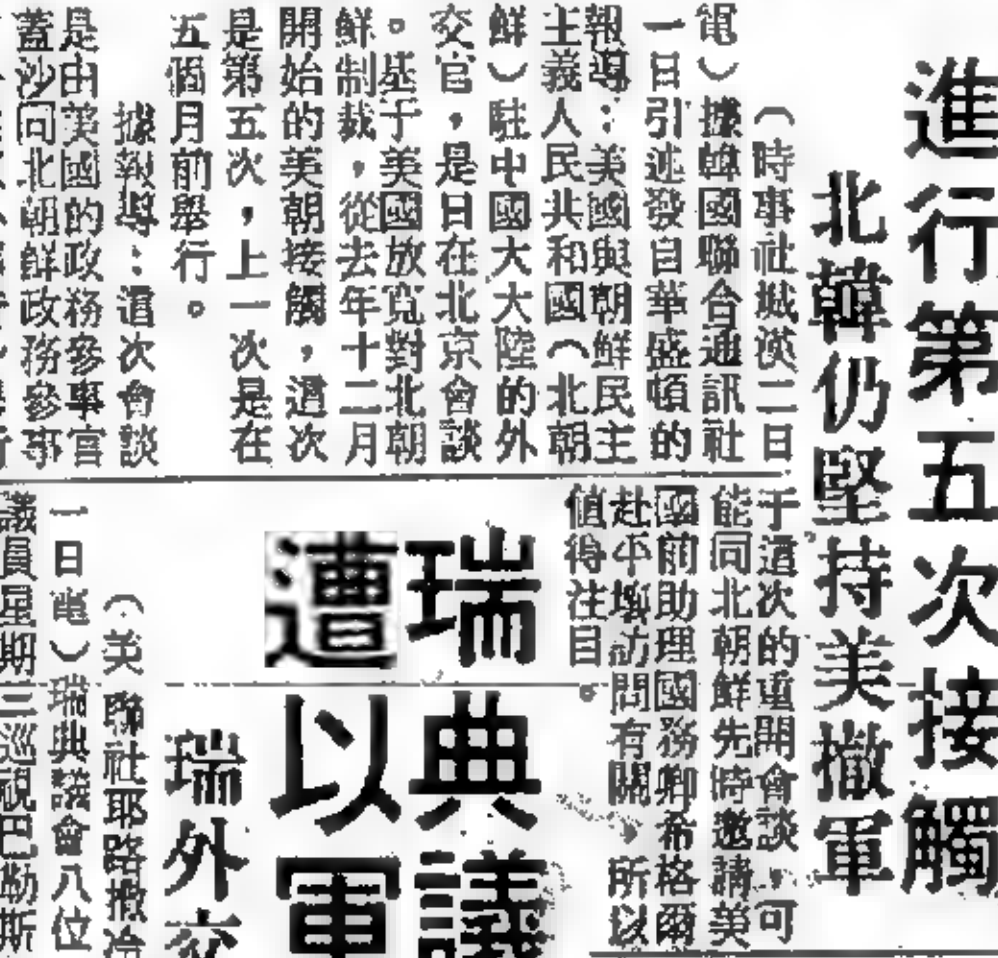 進行第五次接觸
北韓仍堅持美撤軍
（時事社城漢二日
電）據韓國聯合通訊社
一日引述發自華盛頓的
報導：美國與朝鮮民主
主義人民共和國（北朝
鮮）駐中國大大陸的外
交官，是日在北京會談
。基于美國放寬對北朝
鮮制裁，從去年十二月
開始的美朝接觸，這次
是第五次，上一次是在
五個月前舉行。
據報導：這次會談
是由美國的政務參事官
蓋沙同北朝鮮政務參事
于這次的重開會談，可
能同北朝鮮先時邀請美
國前助理國務卿希格爾
赴平壤訪問有關，所以
值得注目。
瑞典議
遭以軍
瑞外交
（美聯社耶路撒冷
一日電）瑞典議會八位
議員星期三巡視巴勒斯